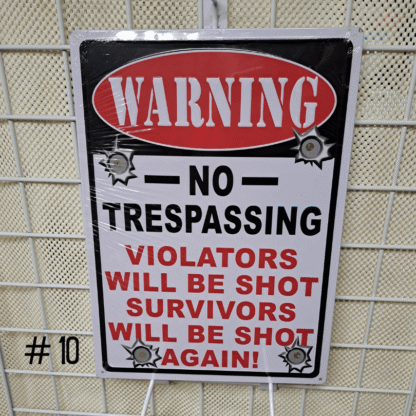 WARNING
— NO —
TRESPASSING
VIOLATORS
WILL BE SHOT
SURVIVORS
WILL BE SHOT
AGAIN!
# 10